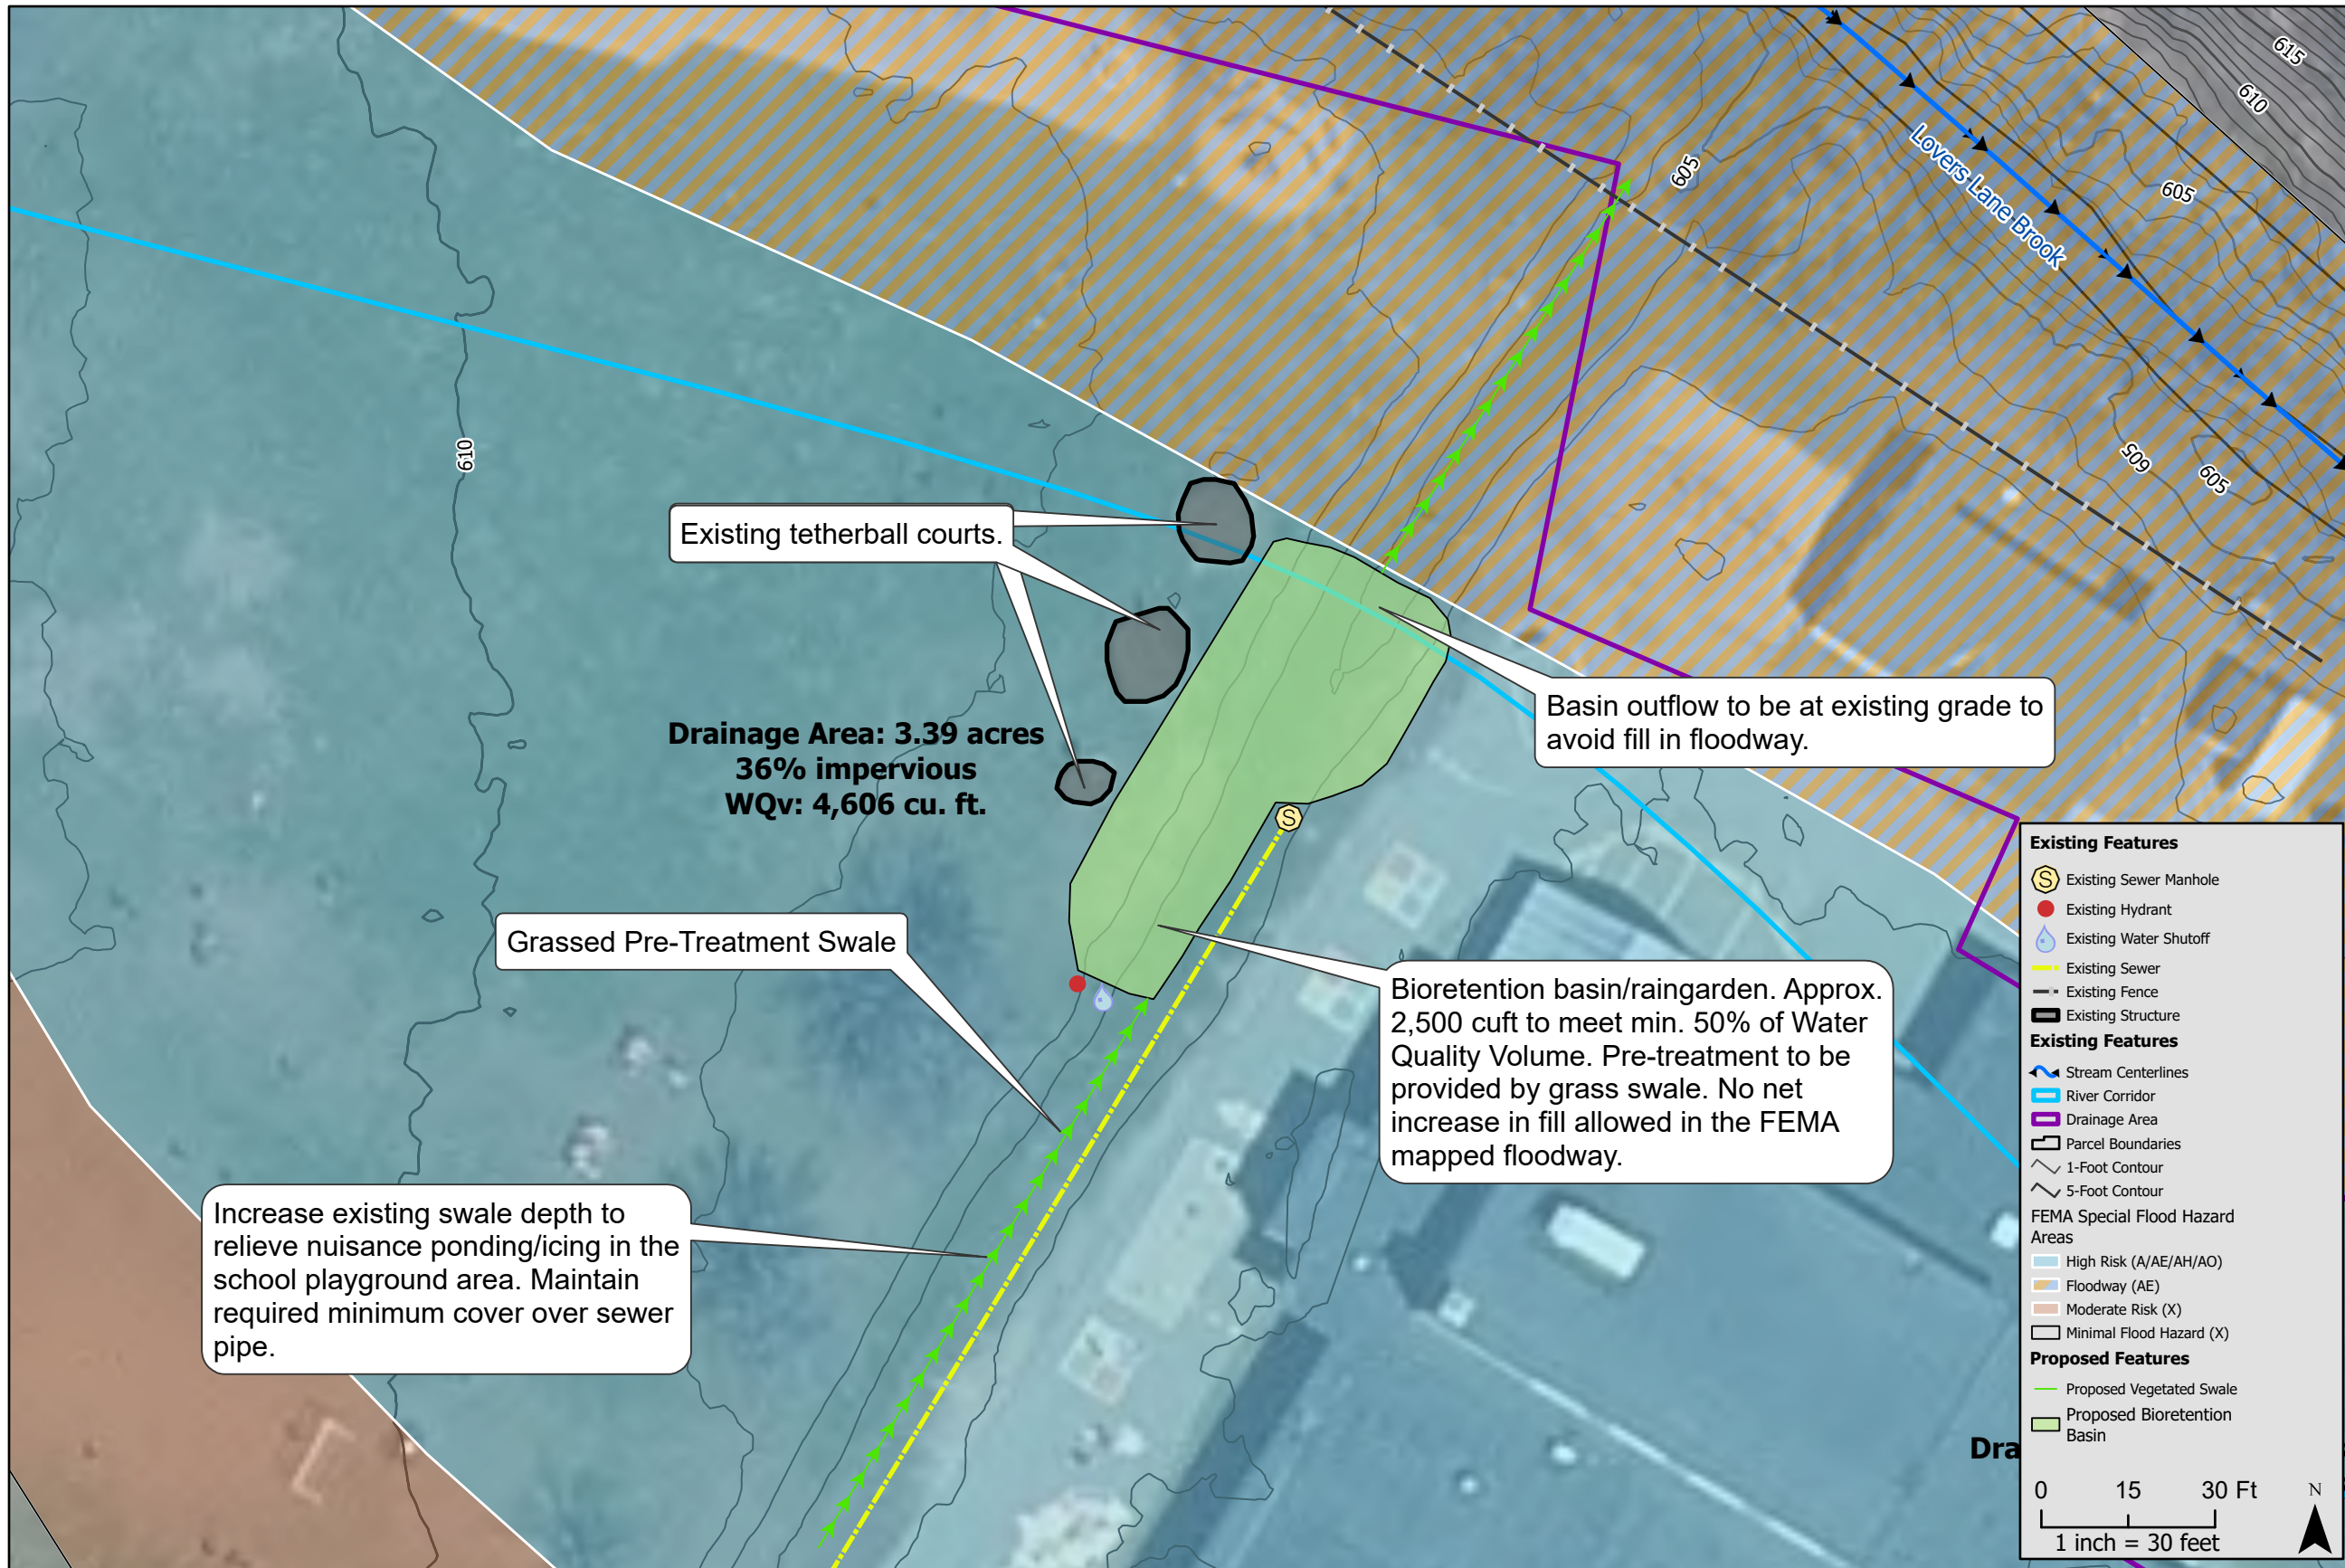 615
610
605
605
Lovers Lane Brook
610
605
605
Existing tetherball courts.
Basin outflow to be at existing grade to
avoid fill in floodway.
Drainage Area: 3.39 acres
36% impervious
WQv: 4,606 cu. ft.
S
Grassed Pre-Treatment Swale
Bioretention basin/raingarden. Approx.
2,500 cuft to meet min. 50% of Water
Quality Volume. Pre-treatment to be
provided by grass swale. No net
increase in fill allowed in the FEMA
mapped floodway.
Increase existing swale depth to
relieve nuisance ponding/icing in the
school playground area. Maintain
required minimum cover over sewer
pipe.
Dra
Existing Features
S Existing Sewer Manhole
Existing Hydrant
Existing Water Shutoff
Existing Sewer
Existing Fence
Existing Structure
Existing Features
Stream Centerlines
River Corridor
Drainage Area
Parcel Boundaries
1-Foot Contour
5-Foot Contour
FEMA Special Flood Hazard
Areas
High Risk (A/AE/AH/AO)
Floodway (AE)
Moderate Risk (X)
Minimal Flood Hazard (X)
Proposed Features
Proposed Vegetated Swale
Proposed Bioretention
Basin
0 15 30 Ft
N
1 inch = 30 feet